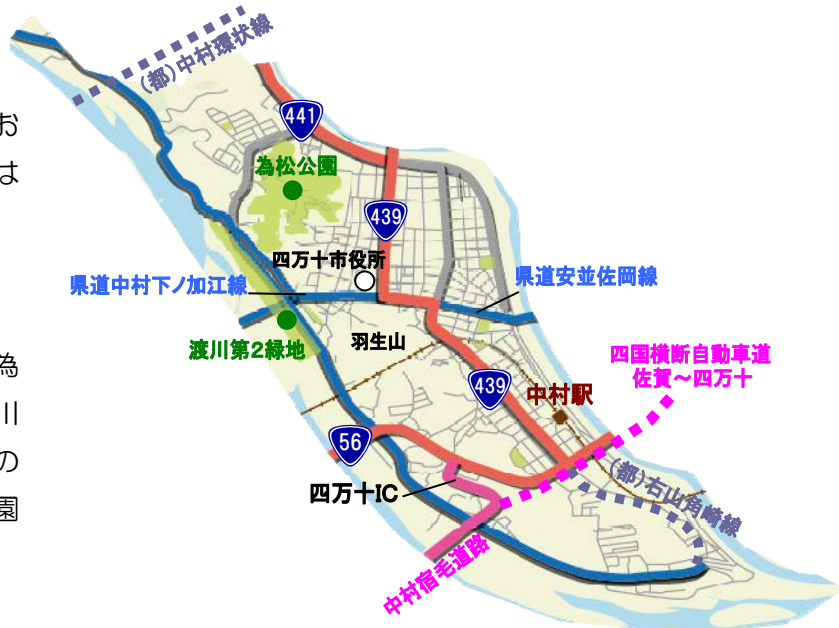 お
は
為
川
の
園
(都)中村環状線
441
為松公園
439
四万十市役所
県道中村下ノ加江線
県道安並佐岡線
渡川第2緑地
羽生山
四国横断自動車道
佐賀～四万十
439
中村駅
56
四万十IC
(都)右山角崎線
中村宿毛道路